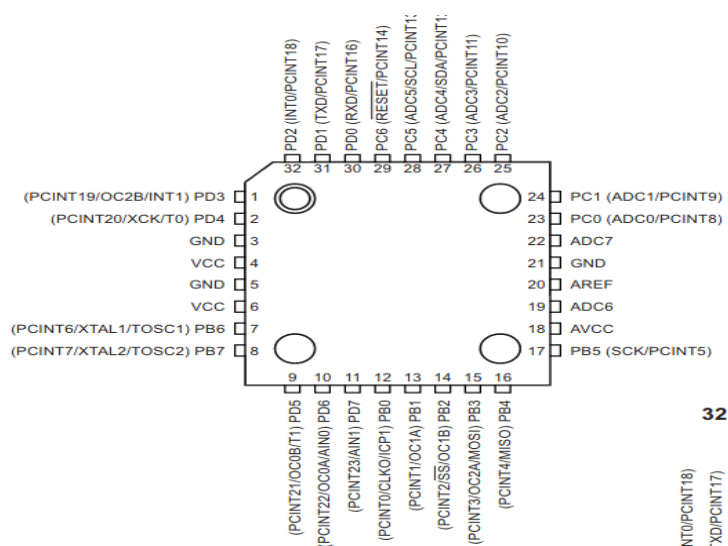 PD2 (INT0/PCINT18)
PD1 (TXD/PCINT17)
PD0 (RXD/PCINT16)
PC6 (RESET/PCINT14)
PC5 (ADC5/SCL/PCINT1
PC4 (ADC4/SDA/PCINT1
PC3 (ADC3/PCINT11)
PC2 (ADC2/PCINT10)
32 31 30 29 28 27 26 25
(PCINT19/OC2B/INT1) PD3 1
(PCINT20/XCK/T0) PD4 2
GND 3
VCC 4
GND 5
VCC 6
(PCINT6/XTAL1/TOSC1) PB6 7
(PCINT7/XTAL2/TOSC2) PB7 8
24 PC1 (ADC1/PCINT9)
23 PC0 (ADC0/PCINT8)
22 ADC7
21 GND
20 AREF
19 ADC6
18 AVCC
17 PB5 (SCK/PCINT5)
9 10 11 12 13 14 15 16
(PCINT21/OC0B/T1) PD5
(PCINT22/OC0A/AIN0) PD6
(PCINT23/AIN1) PD7
(PCINT0/CLKO/ICP1) PB0
(PCINT1/OC1A) PB1
(PCINT2/SS/OC1B) PB2
(PCINT3/OC2A/MOSI) PB3
(PCINT4/MISO) PB4
32
NT0/PCINT18)
TXD/PCINT17)